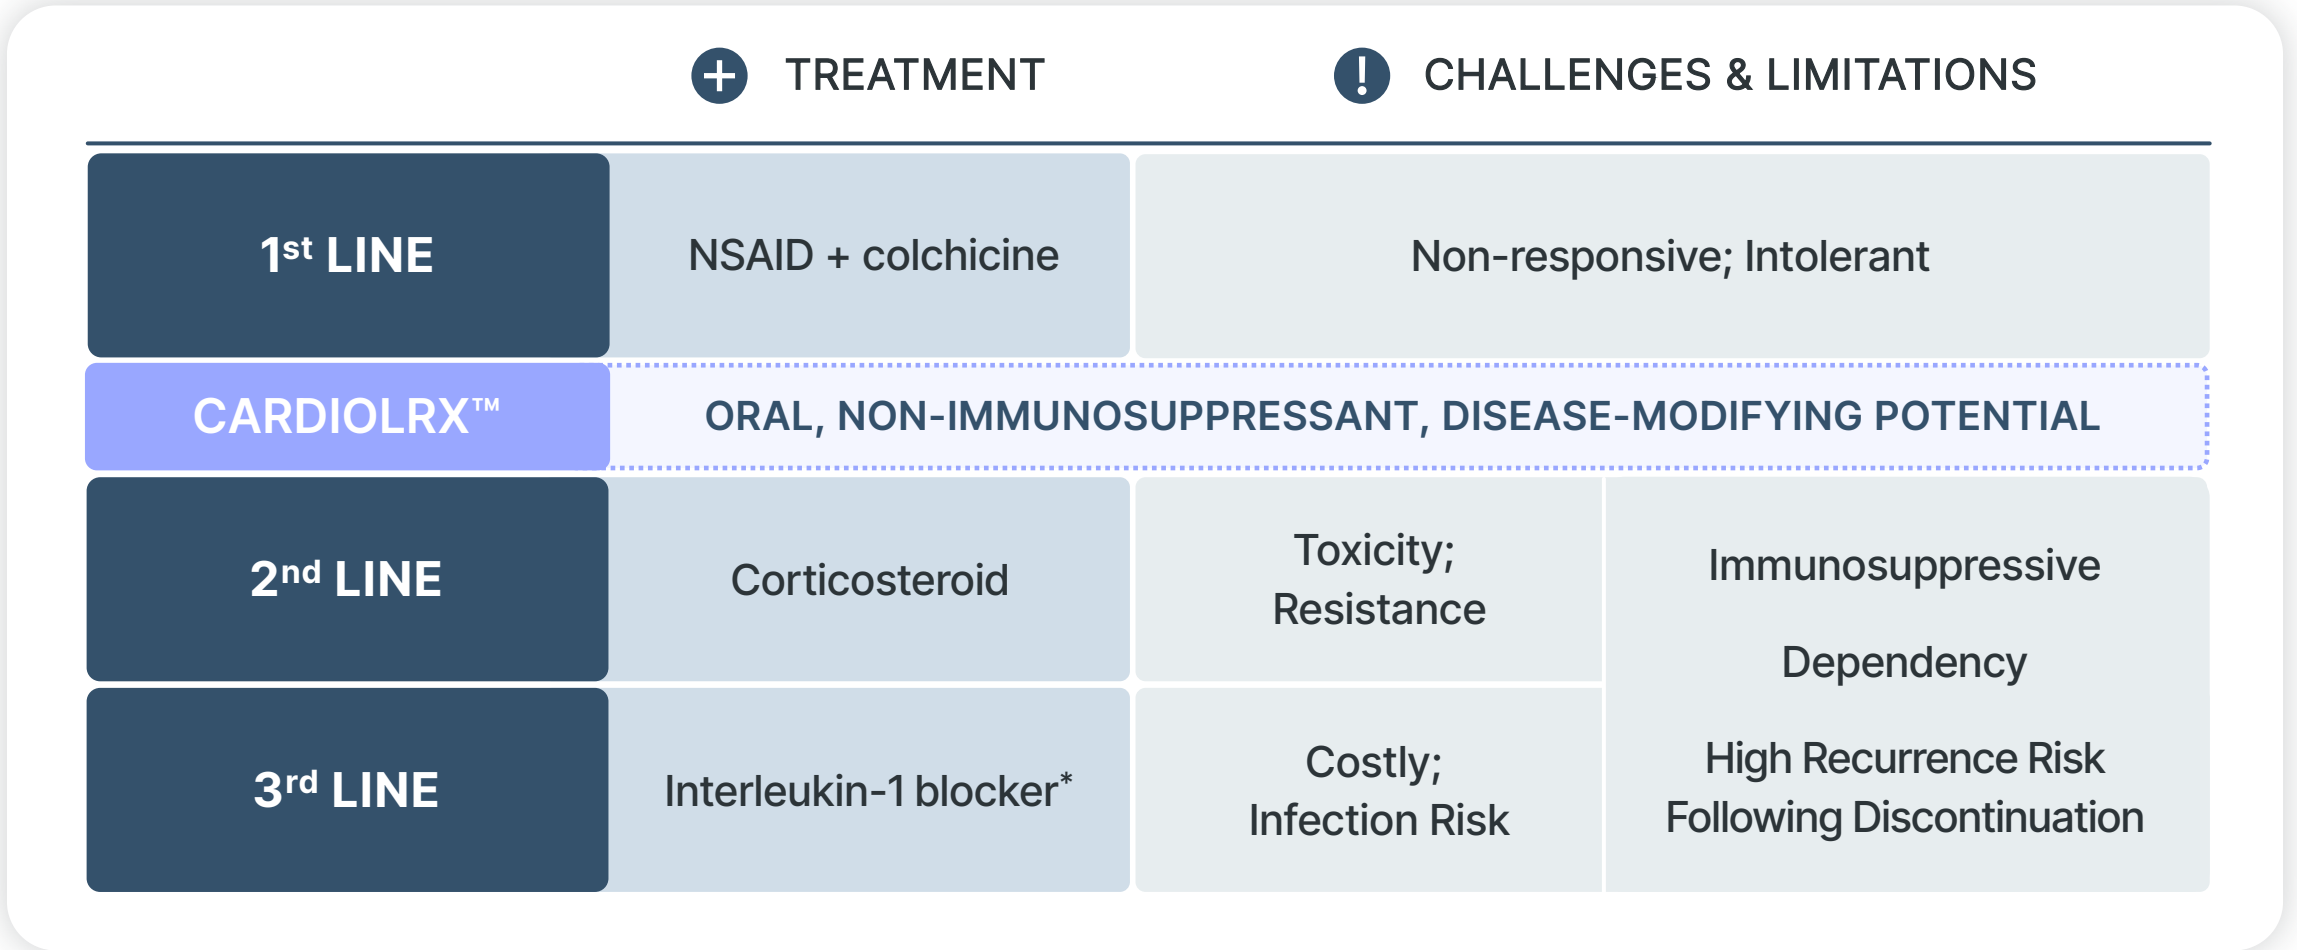 TREATMENT
CHALLENGES & LIMITATIONS
1st LINE
NSAID + colchicine
Non-responsive; Intolerant
CARDIOLRX™
ORAL, NON-IMMUNOSUPPRESSANT, DISEASE-MODIFYING POTENTIAL
2nd LINE
Corticosteroid
Toxicity;
Resistance
3rd LINE
Interleukin-1 blocker*
Costly;
Infection Risk
Immunosuppressive
Dependency
High Recurrence Risk
Following Discontinuation